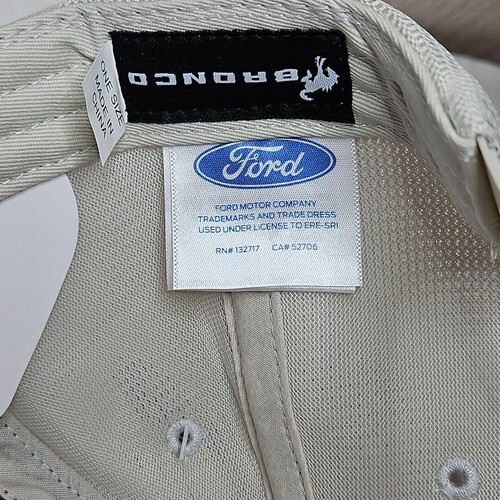 BRONCO
ONE SIZE
MADE IN
CHINA
Ford
FORD MOTOR COMPANY
TRADEMARKS AND TRADE DRESS
USED UNDER LICENSE TO ERE-SRI
RN# 132717 CA# 52706